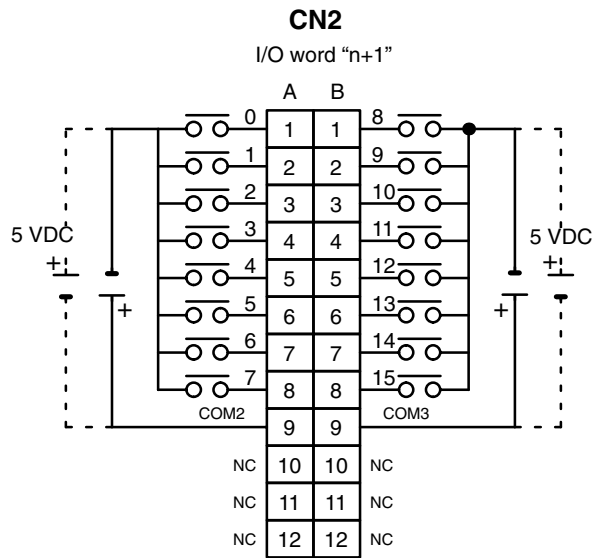 CN2
I/O word “n+1”
A B
0 1 1 8
1 2 2 9
2 3 3 10
3 4 4 11
5 VDC 5 VDC
+ +
4 5 5 12
5 6 6 13
+ +
6 7 7 14
7 8 8 15
COM2 9 9 COM3
NC 10 10 NC
NC 11 11 NC
NC 12 12 NC